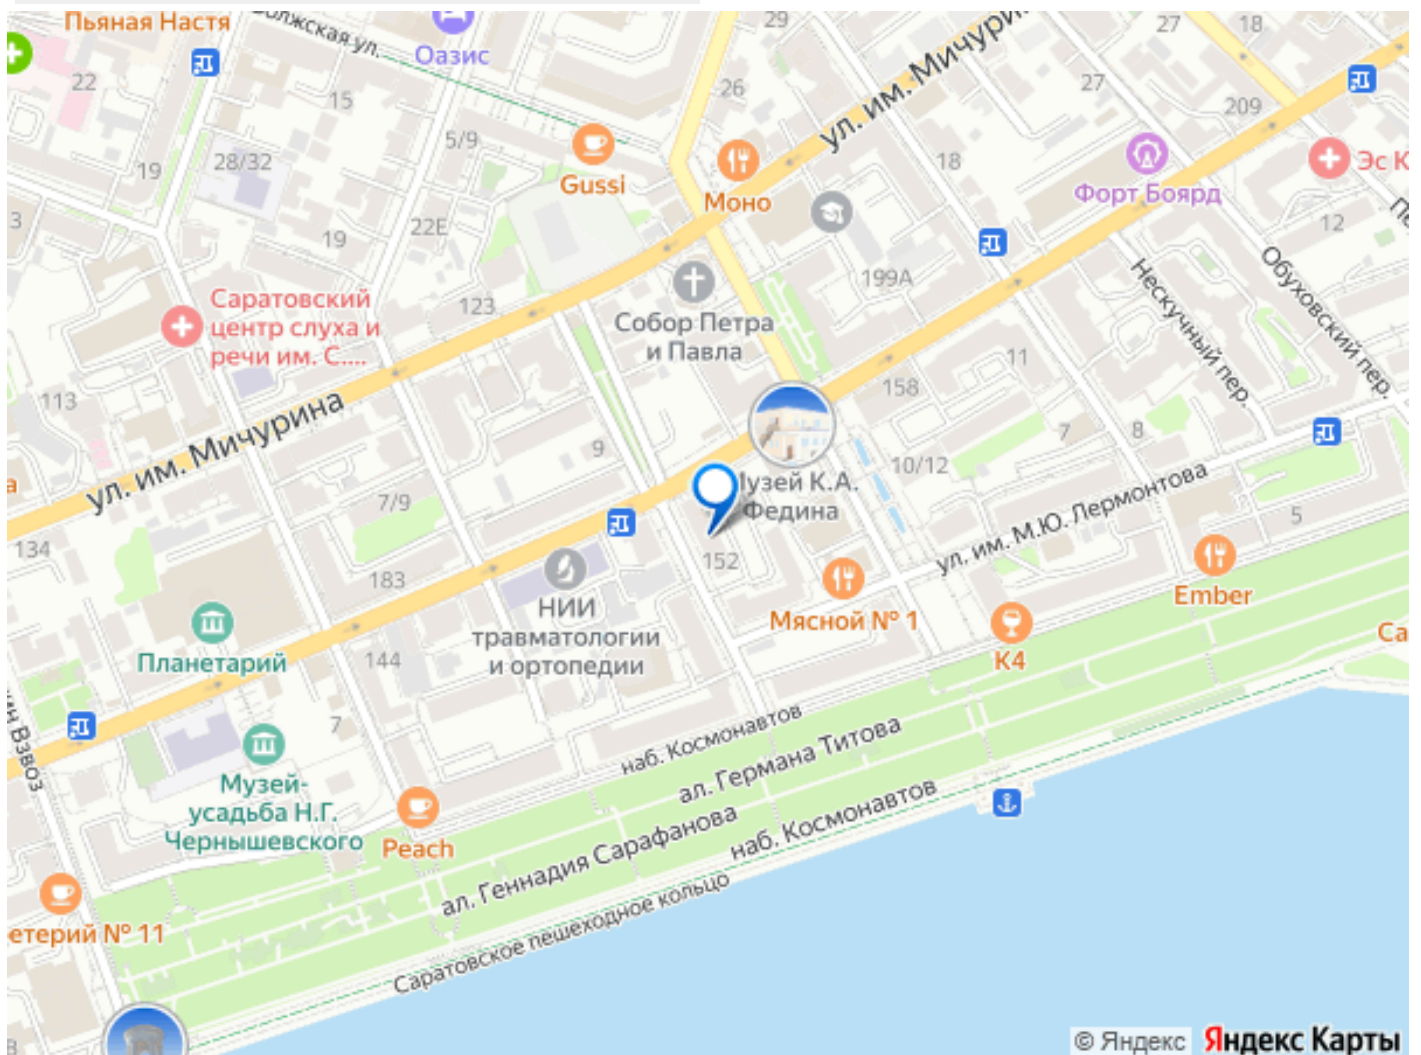 Пьяная Настя
Волжская ул.
Оазис
ул. им. Мичурина
27
18
22
15
26
27
209
5/9
19
28/32
Gussi
Моно
18
Форт Боярд
3
19
22Е
12
199А
Нескучный пер.
Обуховский пер.
Саратовский
центр слуха и
речи им. С....
123
Собор Петра
и Павла
11
158
113
ул. им. Мичурина
9
7
8
10/12
Музей К.А.
Федина
7/9
ул. им. М.Ю. Лермонтова
5
134
183
152
НИИ
травматологии
и ортопедии
Мясной № 1
Ember
K4
Планетарий
144
7
наб. Космонавтов
ал. Германа Титова
Взвоз
Музей-
усадьба Н.Г.
Чернышевского
Peach
ал. Геннадия Сарафанова
наб. Космонавтов
етерий № 11
Саратовское пешеходное кольцо
© Яндекс Яндекс Карты